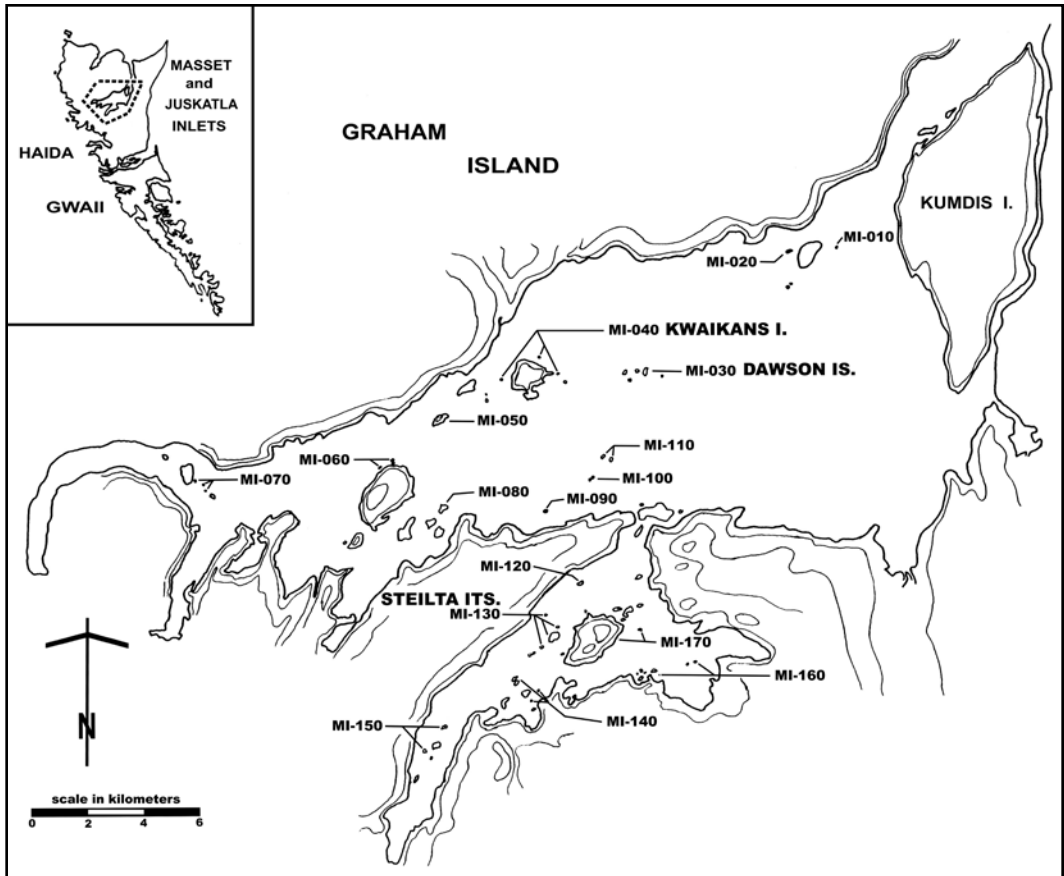 MASSET
and
JUSKATLA
INLETS
HAIDA
GWAII
GRAHAM
ISLAND
KUMDIS I.
MI-010
MI-020
MI-040 KWAIKANS I.
MI-030 DAWSON IS.
MI-050
MI-110
MI-060
MI-070
MI-100
MI-080
MI-090
MI-120
STEILTA ITS.
MI-130
MI-170
MI-160
MI-140
MI-150
N
scale in kilometers
0 2 4 6